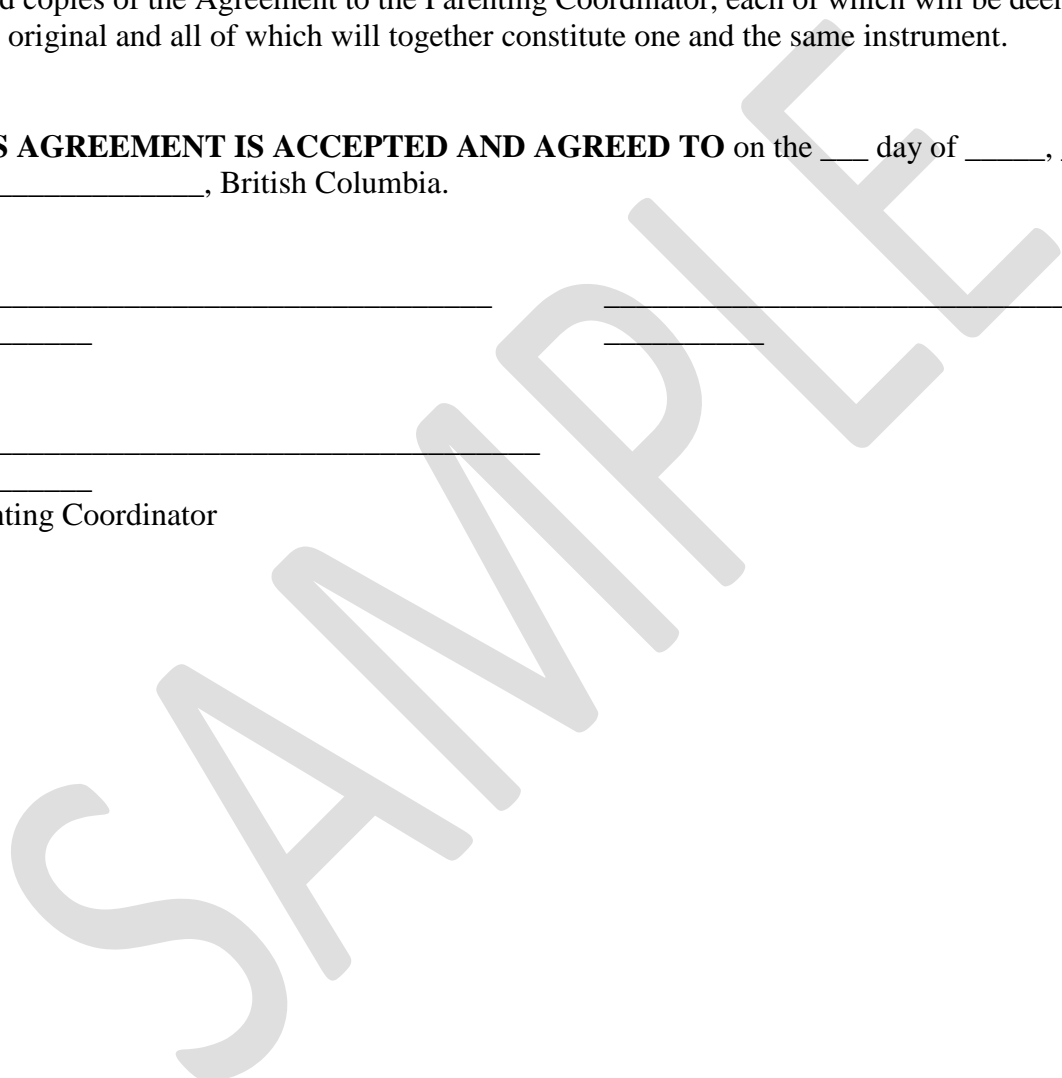 copies of the Agreement to the Parenting Coordinator, each of which will be
original and all of which will together constitute one and the same instrument.
AGREEMENT IS ACCEPTED AND AGREED TO on the ___ day of _____,
_____________, British Columbia.
Coordinator
SAMPLE